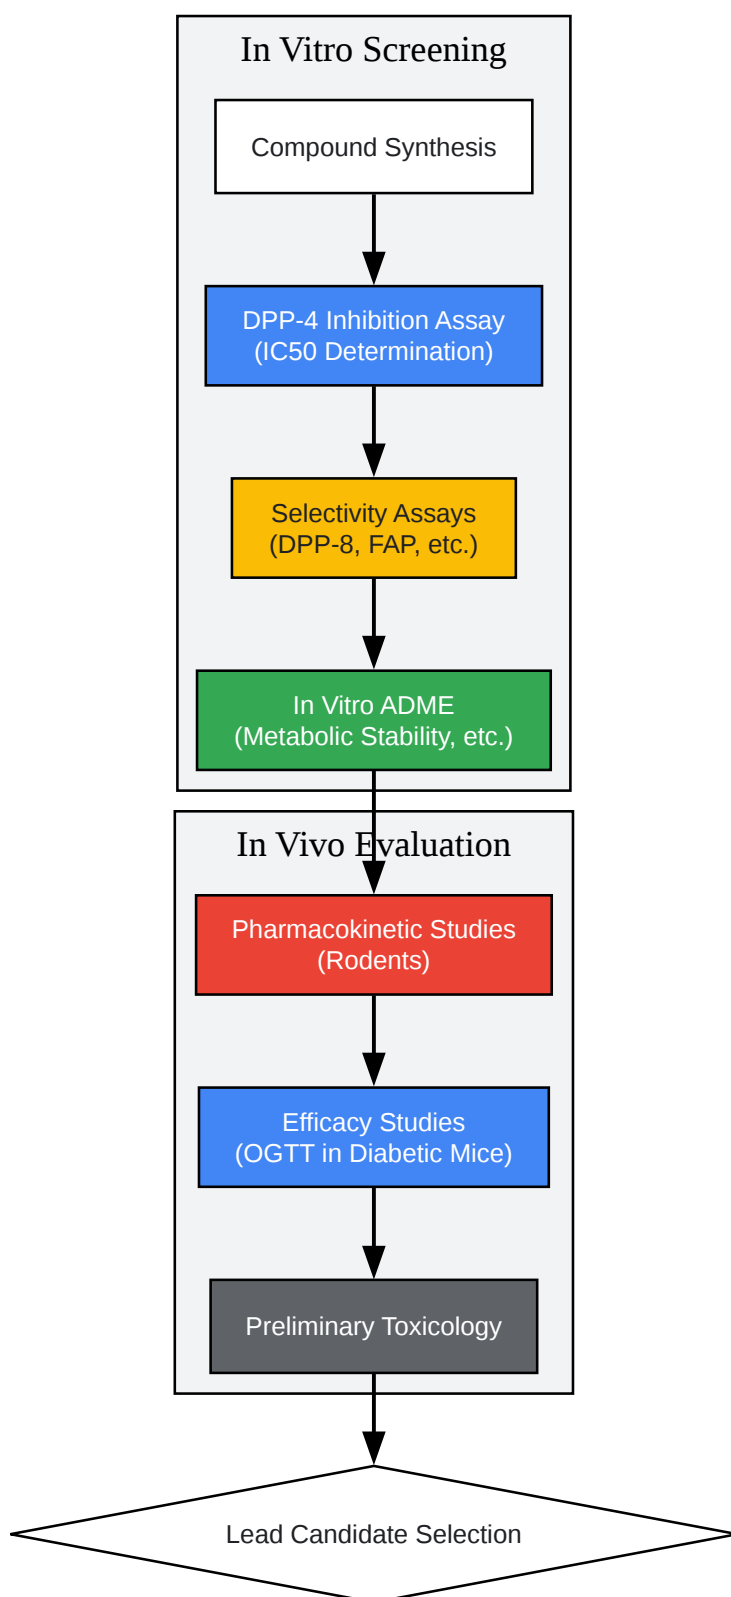 In Vitro Screening
Compound Synthesis
DPP-4 Inhibition Assay
(IC50 Determination)
Selectivity Assays
(DPP-8, FAP, etc.)
In Vitro ADME
(Metabolic Stability, etc.)
In Vivo Evaluation
Pharmacokinetic Studies
(Rodents)
Efficacy Studies
(OGTT in Diabetic Mice)
Preliminary Toxicology
Lead Candidate Selection